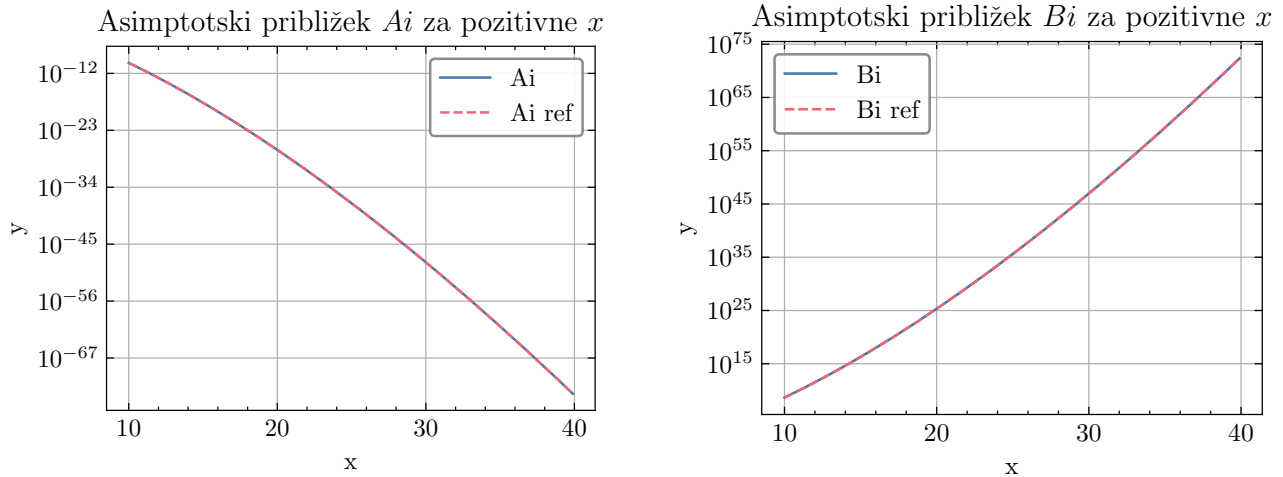 Asimptotski približek Ai za pozitivne x
10^{-12}
10^{-23}
10^{-34}
10^{-45}
10^{-56}
10^{-67}
y
Ai
Ai ref
10 20 30 40
x
Asimptotski približek Bi za pozitivne x
10^{75}
10^{65}
10^{55}
10^{45}
10^{35}
10^{25}
10^{15}
y
Bi
Bi ref
10 20 30 40
x